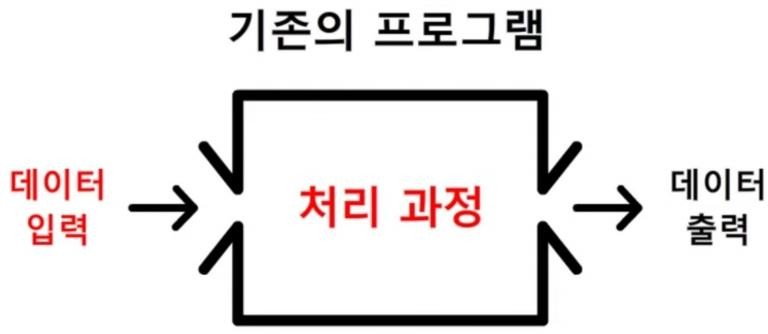 기존의 프로그램
데이터
입력
처리 과정
데이터
출력